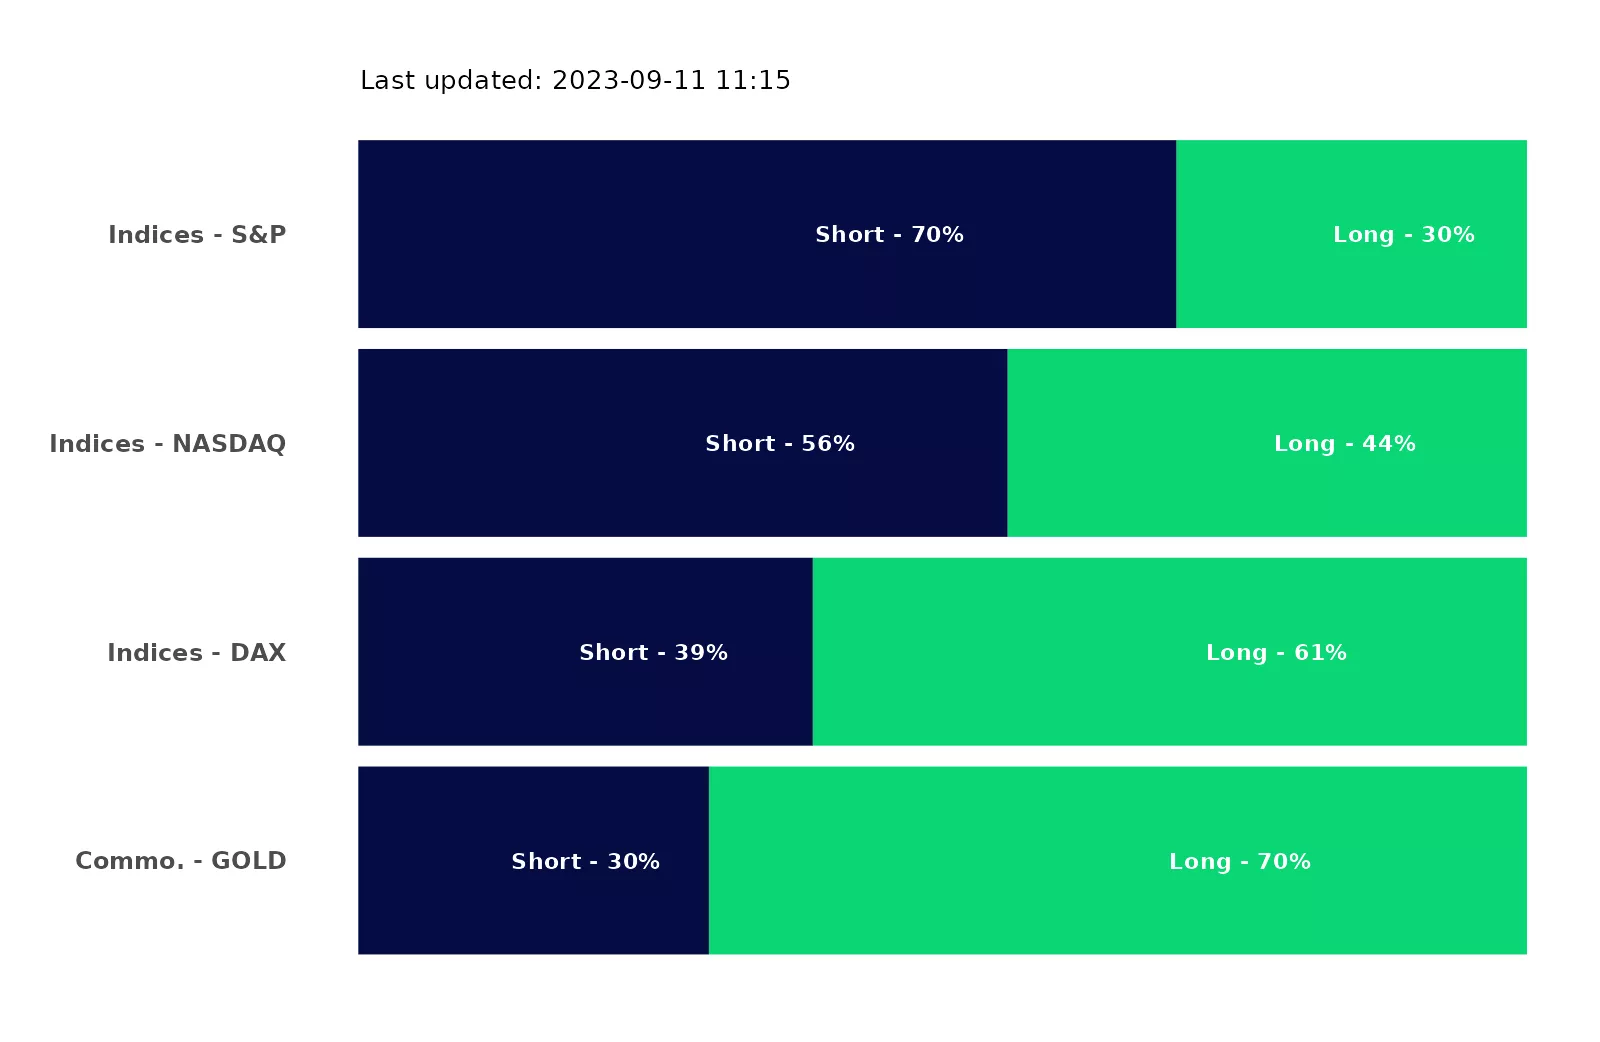 Last updated: 2023-09-11 11:15
Indices - S&P
Short - 70%
Long - 30%
Indices - NASDAQ
Short - 56%
Long - 44%
Indices - DAX
Short - 39%
Long - 61%
Commo. - GOLD
Short - 30%
Long - 70%